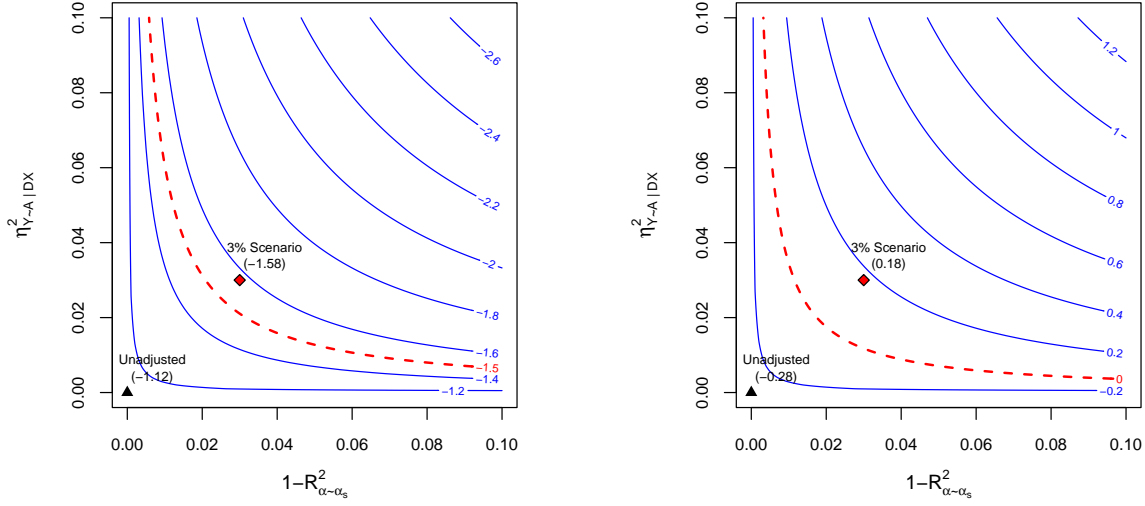 0.00 0.02 0.04 0.06 0.08 0.10
η²Y~A | DX
−2.6
−2.4
−2.2
−2
−1.8
−1.6
−1.5
−1.4
−1.2
3% Scenario
(−1.58)
Unadjusted
(−1.12)
0.00 0.02 0.04 0.06 0.08 0.10
1−R²α~αs
0.00 0.02 0.04 0.06 0.08 0.10
η²Y~A | DX
1.2
1
0.8
0.6
0.4
0.2
0
−0.2
3% Scenario
(0.18)
Unadjusted
(−0.28)
0.00 0.02 0.04 0.06 0.08 0.10
1−R²α~αs